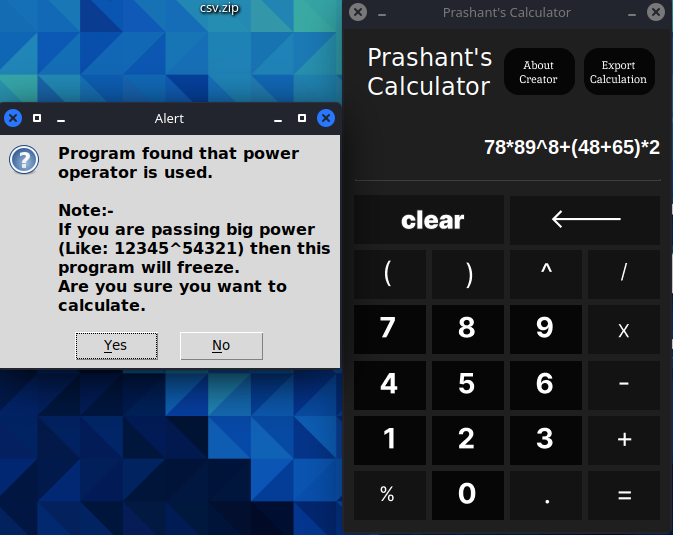 csv.zip
Alert
Program found that power
operator is used.
Note:-
If you are passing big power
(Like: 12345^54321) then this
program will freeze.
Are you sure you want to
calculate.
Yes No
Prashant's Calculator
Prashant's
Calculator
About
Creator
Export
Calculation
78*89^8+(48+65)*2
clear
( ) ^ /
7 8 9 x
4 5 6 -
1 2 3 +
% 0 . =